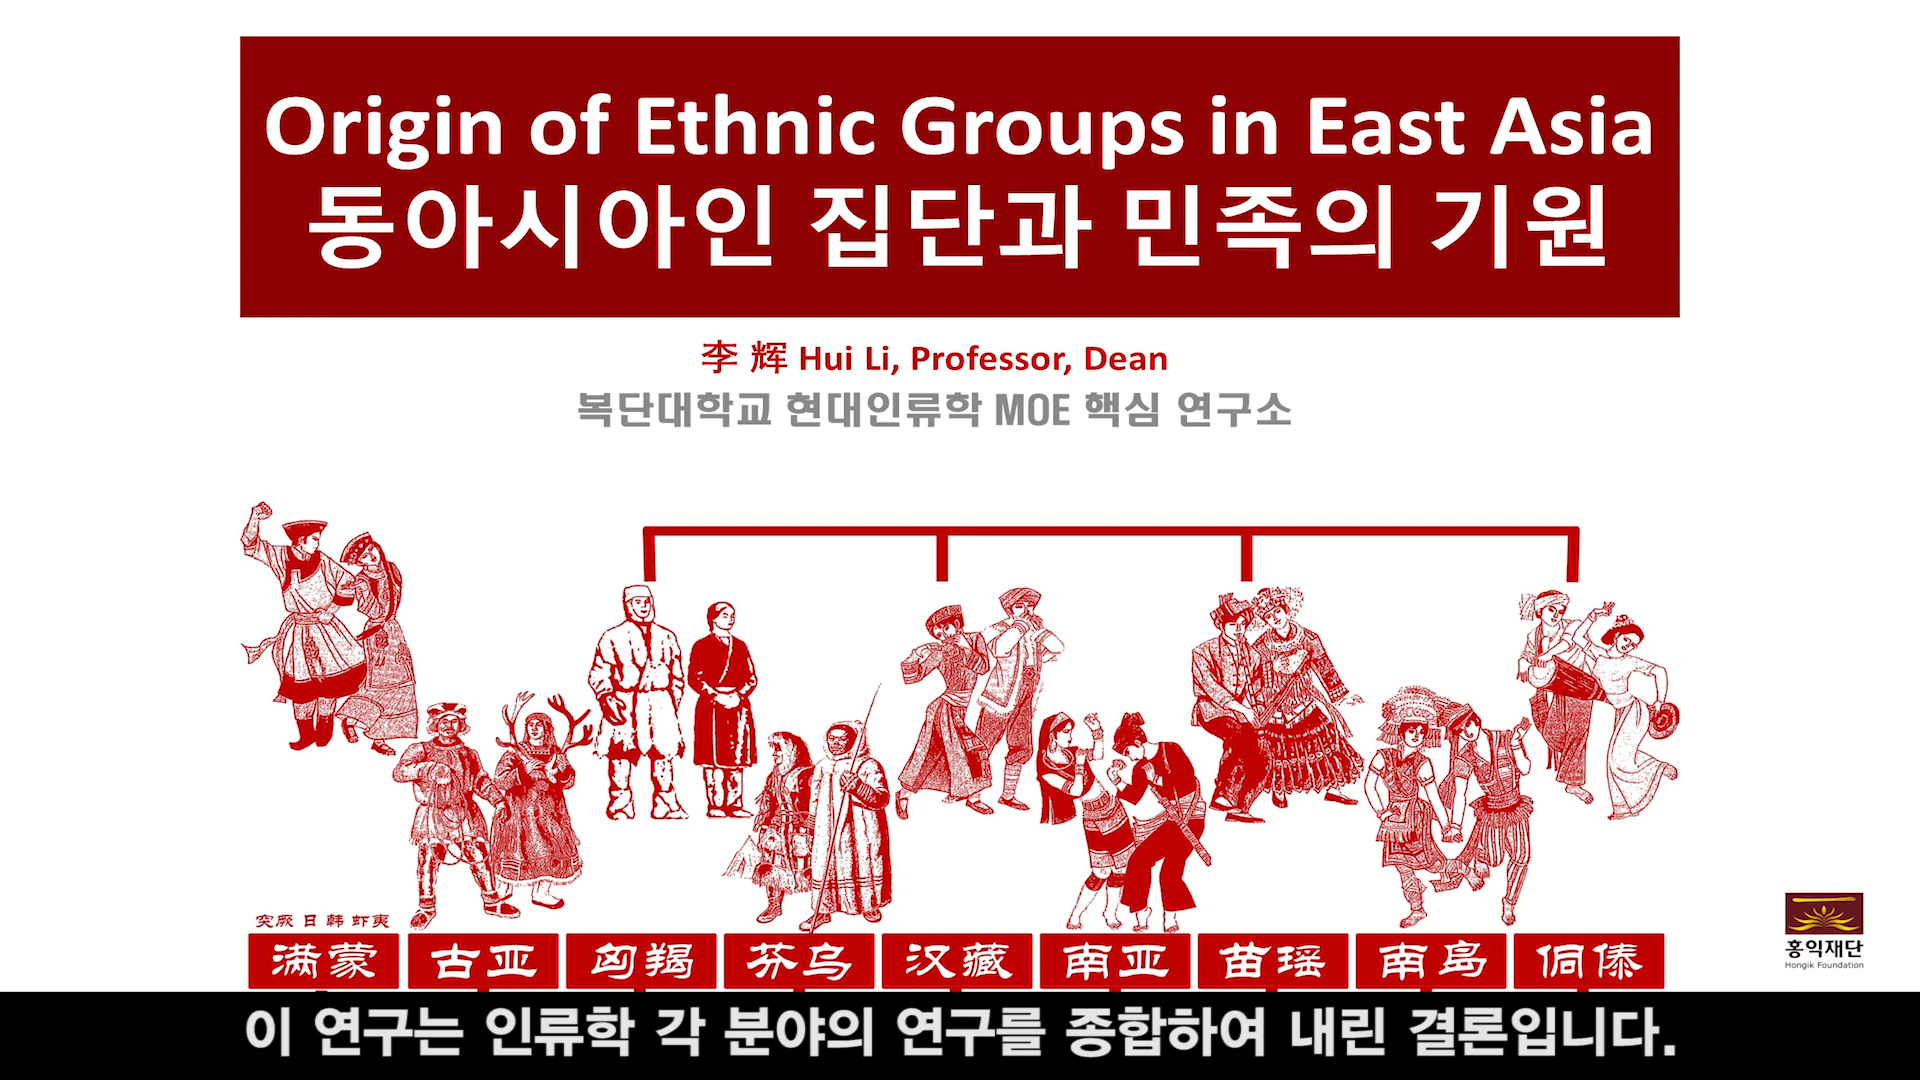 Origin of Ethnic Groups in East Asia
동아시아인 집단과 민족의 기원
李 辉 Hui Li, Professor, Dean
복단대학교 현대인류학 MOE 핵심 연구소
突厥 日 韩 虾夷
满蒙 古亚 匈羯 芬乌 汉藏 南亚 苗瑶 南岛 侗傣
홍익재단
Hongik Foundation
이 연구는 인류학 각 분야의 연구를 종합하여 내린 결론입니다.